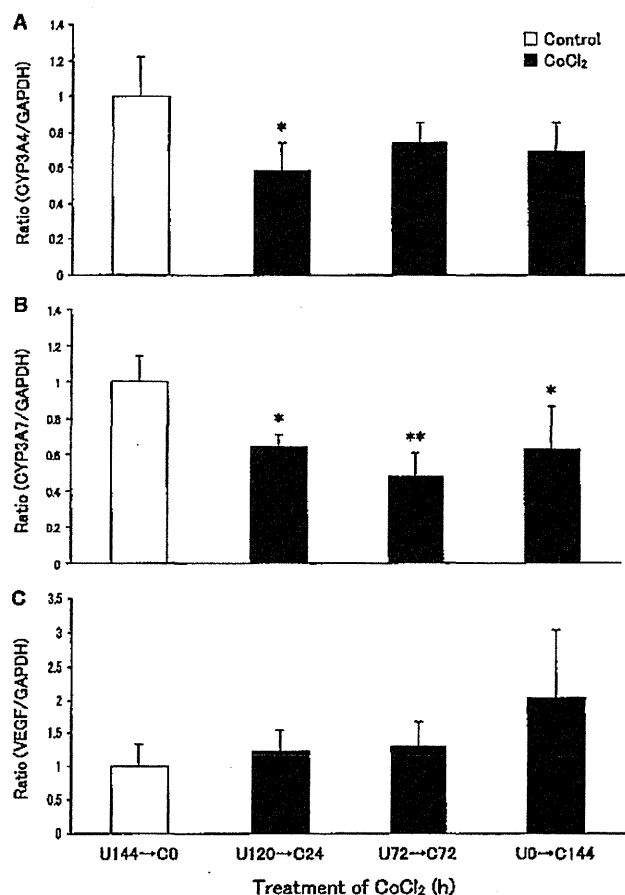 A
Control
CoCl₂
Ratio (CYP3A4/GAPDH)
1.4
1.2
1
0.8
0.6
0.4
0.2
0
*
B
Ratio (CYP3A7/GAPDH)
1.4
1.2
1
0.8
0.6
0.4
0.2
0
*
**
*
C
Ratio (VEGF/GAPDH)
3.5
3
2.5
2
1.5
1
0.5
0
U144→C0 U120→C24 U72→C72 U0→C144
Treatment of CoCl₂ (h)